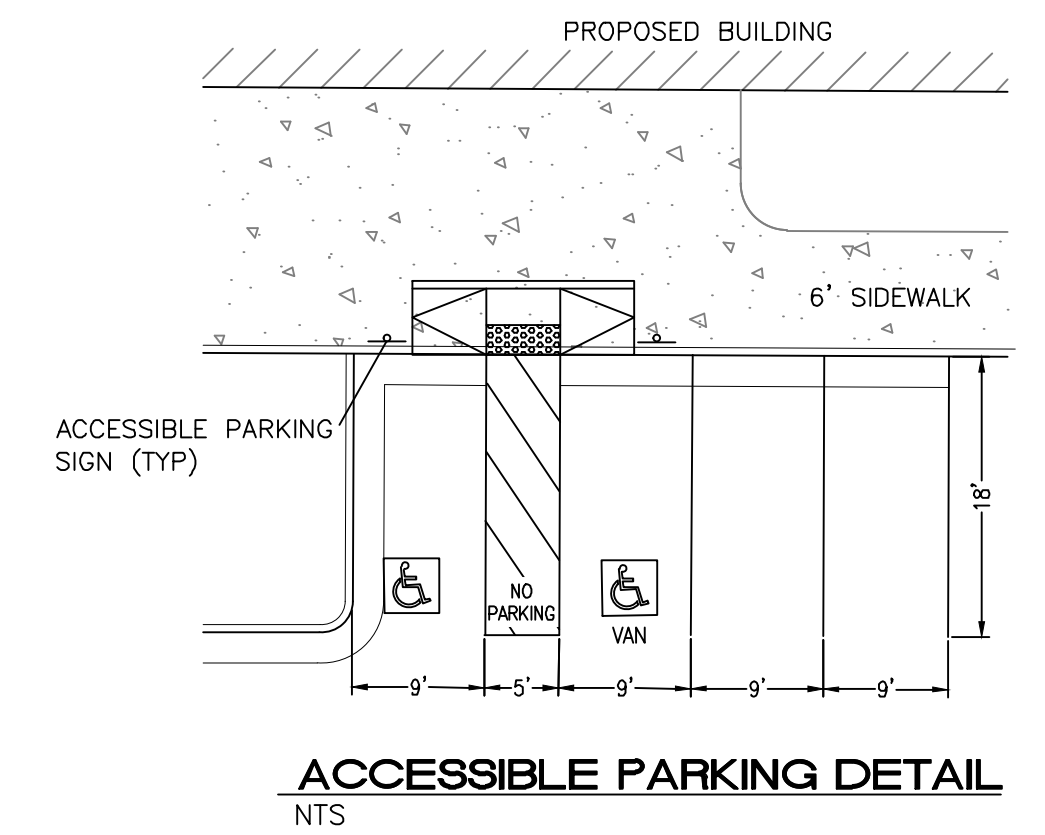 PROPOSED BUILDING
6' SIDEWALK
ACCESSIBLE PARKING
SIGN (TYP)
18'
NO
PARKING
VAN
9'
5'
9'
9'
9'
ACCESSIBLE PARKING DETAIL
NTS